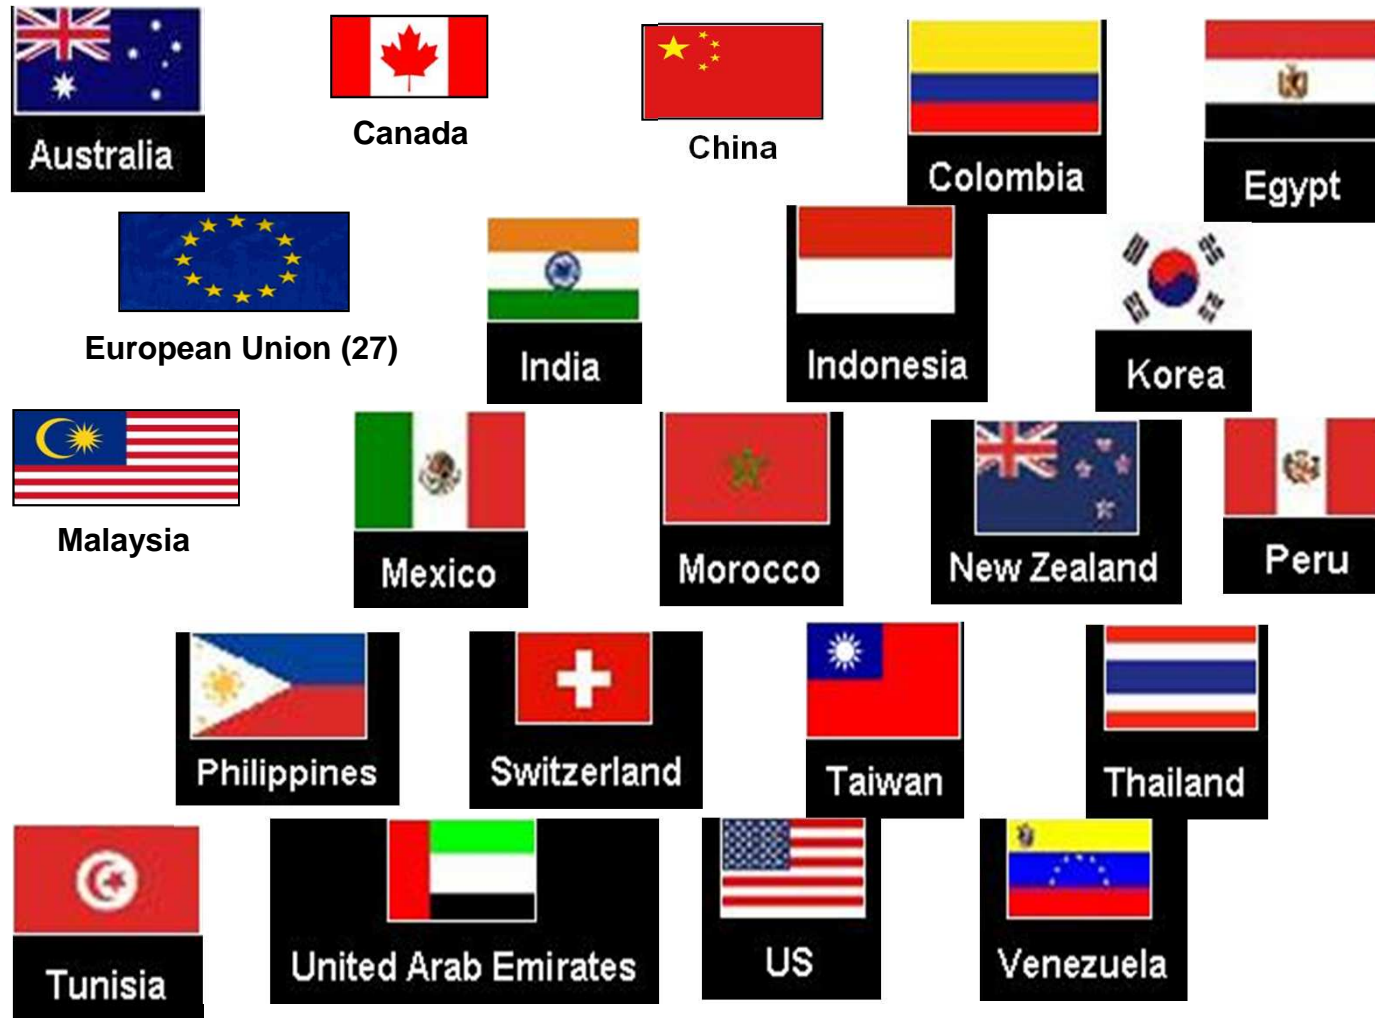 Australia
Canada
China
Colombia
Egypt
European Union (27)
India
Indonesia
Korea
Malaysia
Mexico
Morocco
New Zealand
Peru
Philippines
Switzerland
Taiwan
Thailand
Tunisia
United Arab Emirates
US
Venezuela